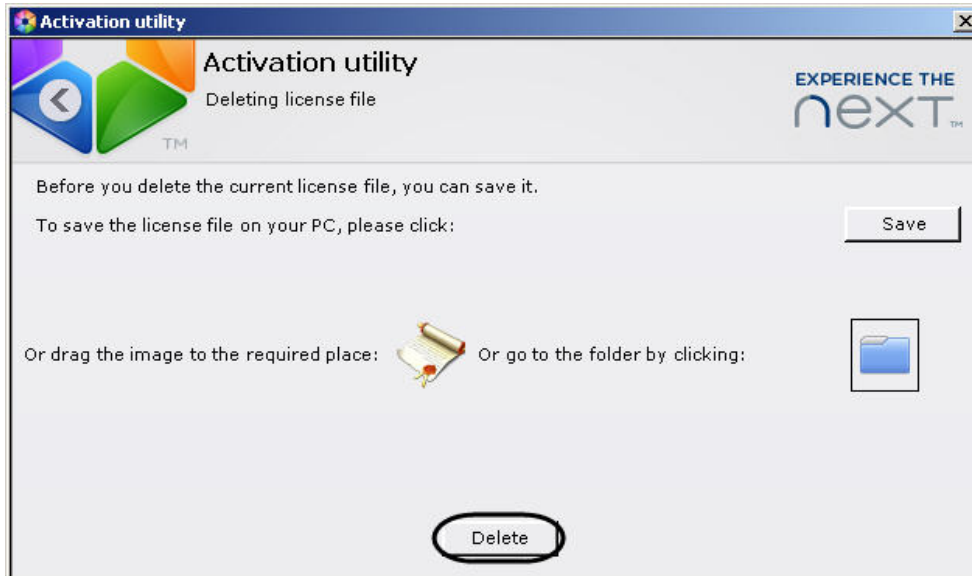 Activation utility
Activation utility
Deleting license file
EXPERIENCE THE
next™
TM
Before you delete the current license file, you can save it.
To save the license file on your PC, please click:
Save
Or drag the image to the required place:
Or go to the folder by clicking:
Delete